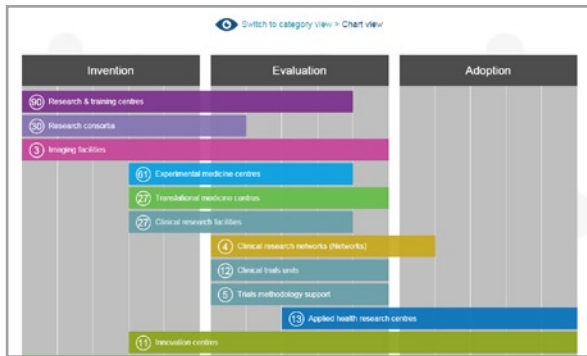 Switch to category view > Chart view
Invention Evaluation Adoption
90 Research & training centres
30 Research consortia
3 Imaging facilities
61 Experimental medicine centres
27 Translational medicine centres
27 Clinical research facilities
4 Clinical research networks (Networks)
12 Clinical trials units
5 Trials methodology support
13 Applied health research centres
11 Innovation centres